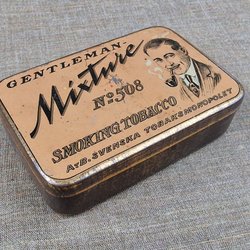 GENTLEMAN
Mixture
No 508
SMOKING TOBACCO
A-B. SVENSKA TOBAKSMONOPOLET